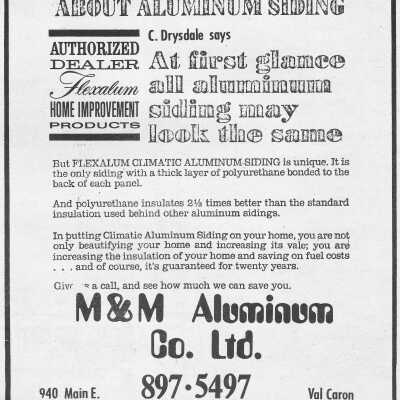 ABOUT ALUMINUM SIDING
AUTHORIZED
DEALER
Flexalum
HOME IMPROVEMENT
PRODUCTS
C. Drysdale says
At first glance
all aluminum
siding may
look the same
But FLEXALUM CLIMATIC ALUMINUM SIDING is unique. It is
the only siding with a thick layer of polyurethane bonded to the
back of each panel.
And polyurethane insulates 2⅛ times better than the standard
insulation used behind other aluminum sidings.
In putting Climatic Aluminum Siding on your home, you are not
only beautifying your home and increasing its vale; you are
increasing the insulation of your home and saving on fuel costs
. . . and of course, it's guaranteed for twenty years.
a call, and see how much we can save you.
M&M Aluminum
Co. Ltd.
940 Main E. 897·5497 Val Caron